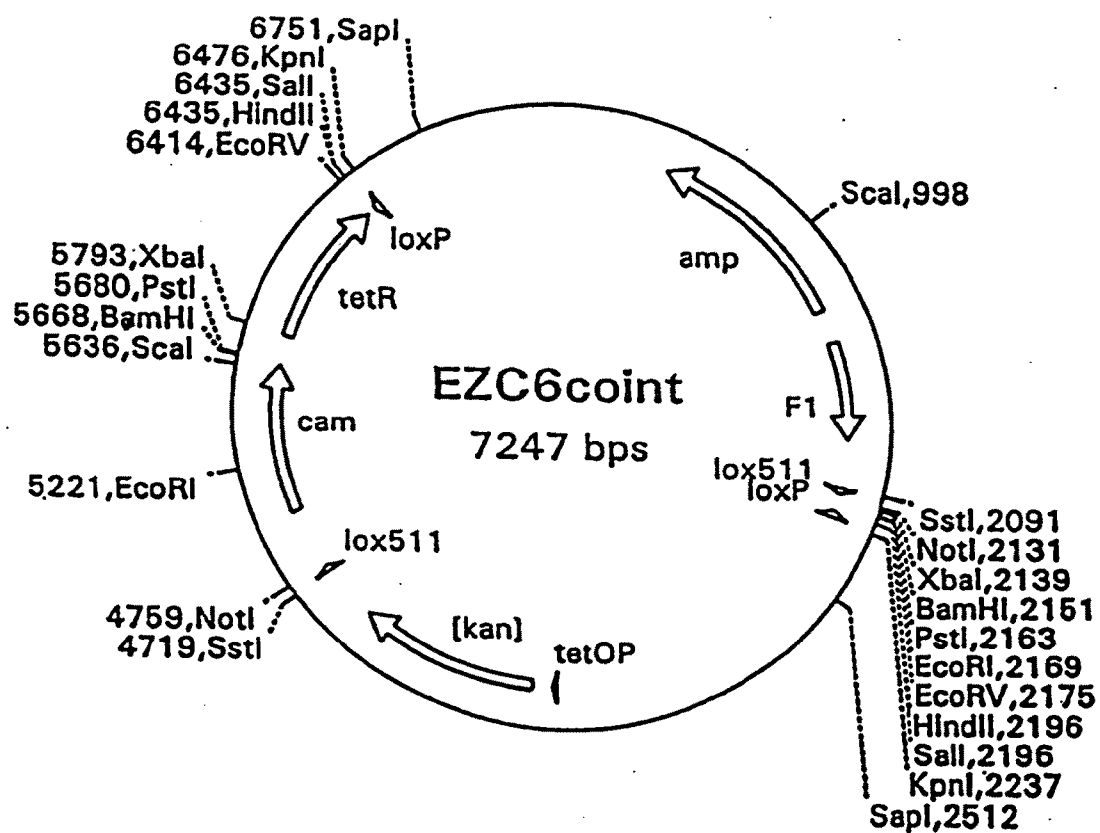 6751,SapI
6476,KpnI
6435,SalI
6435,HindII
6414,EcoRV
ScaI,998
loxP
amp
5793,XbaI
5680,PstI
5668,BamHI
5636,ScaI
tetR
EZC6coint
7247 bps
F1
cam
lox511
loxP
5221,EcoRI
SstI,2091
NotI,2131
XbaI,2139
BamHI,2151
PstI,2163
EcoRI,2169
EcoRV,2175
HindII,2196
SalI,2196
KpnI,2237
SapI,2512
lox511
4759,NotI
4719,SstI
[kan]
tetOP